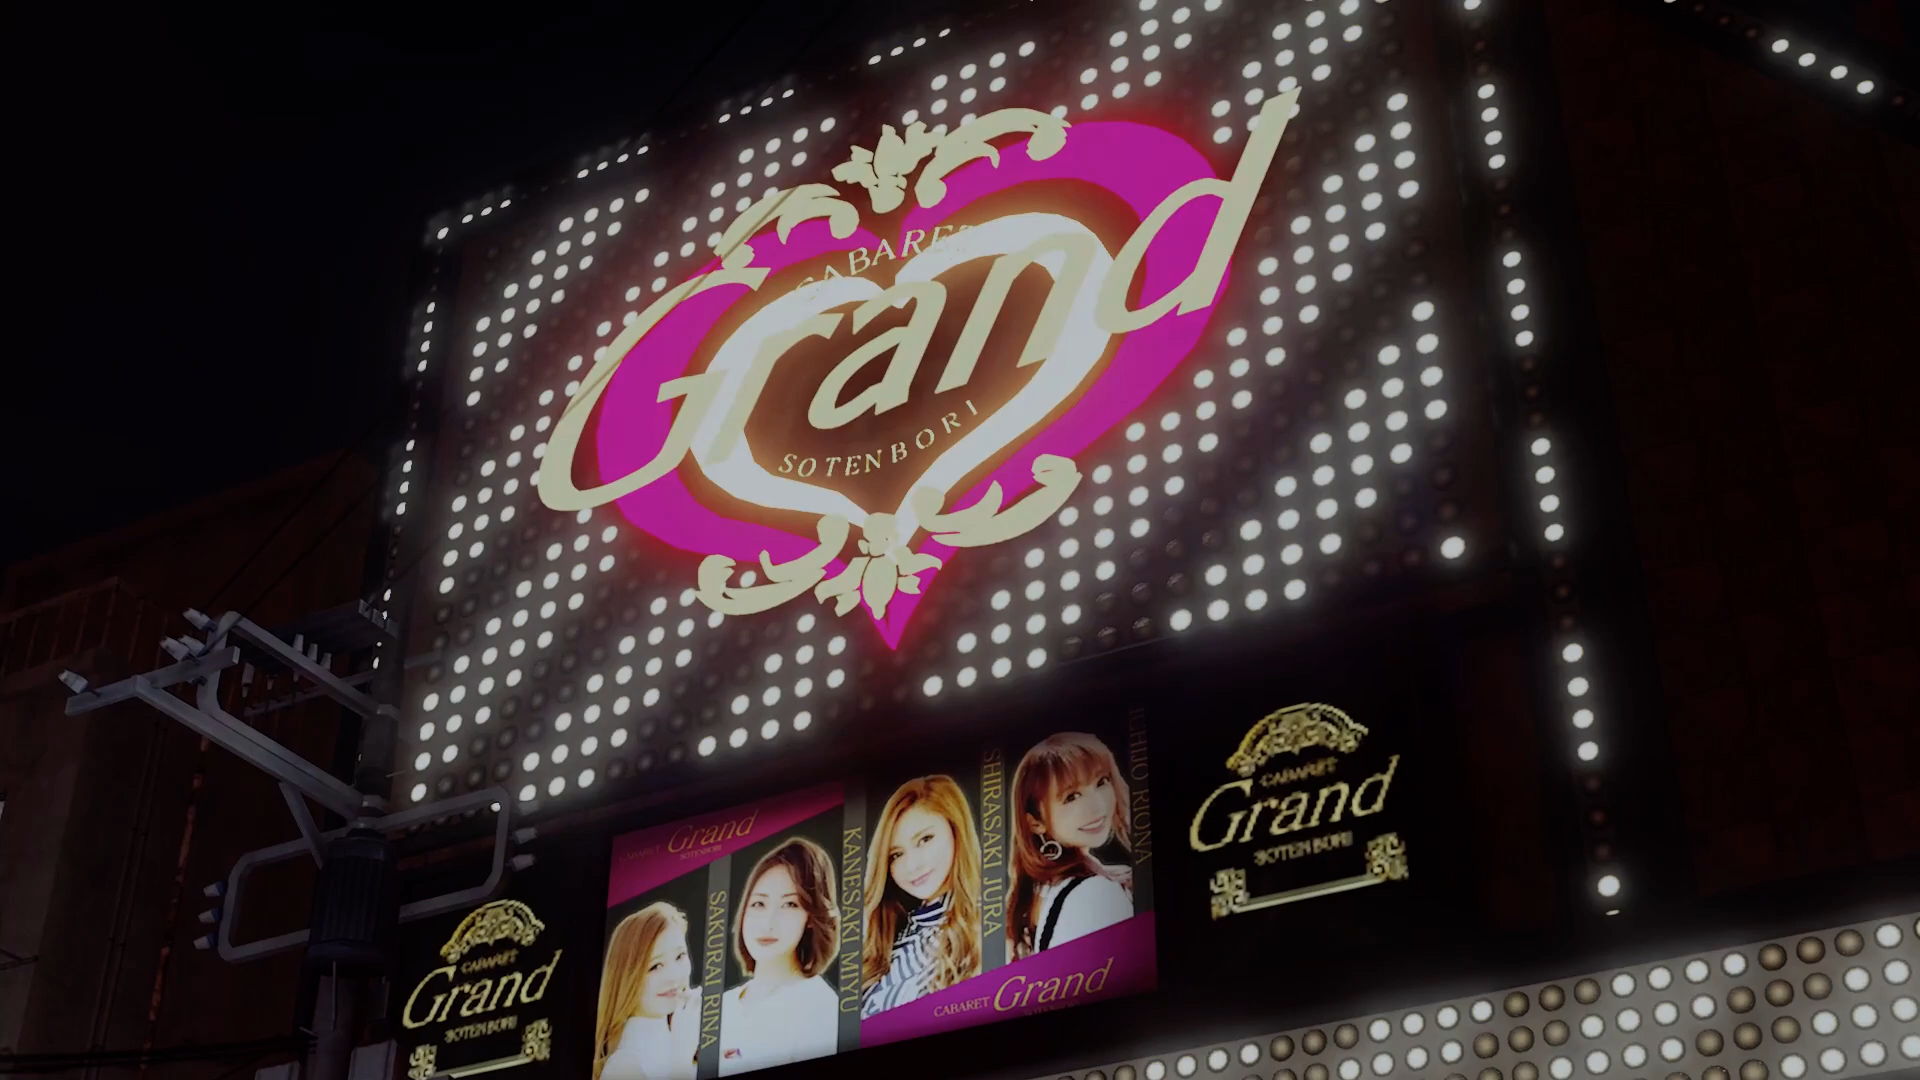 CABARET
Grand
SOTENBORI
CABARET Grand
SOTENBORI
SAKURAI RINA
KANESAKI MIYU
SHIRASAKI JURA
ICHIJO RIONA
CABARET Grand
CABARET
Grand
SOTENBORI
CABARET
Grand
SOTENBORI